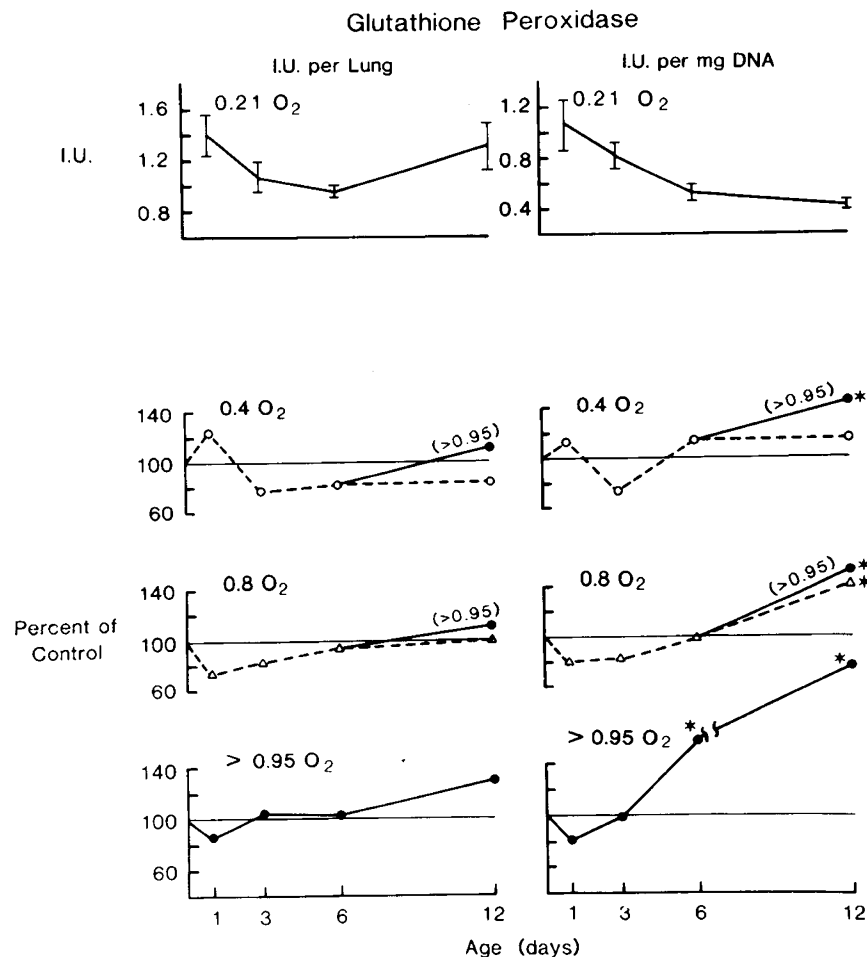 Glutathione Peroxidase
I.U. per Lung
I.U. per mg DNA
I.U.
1.6
1.2
0.8
0.21 O₂
1.2
0.8
0.4
0.21 O₂
Percent of
Control
140
100
60
0.4 O₂
(>0.95)
0.4 O₂
(>0.95)
*
140
100
60
0.8 O₂
(>0.95)
0.8 O₂
(>0.95)
*
*
140
100
60
> 0.95 O₂
> 0.95 O₂
*
*
1 3 6 12
1 3 6 12
Age (days)